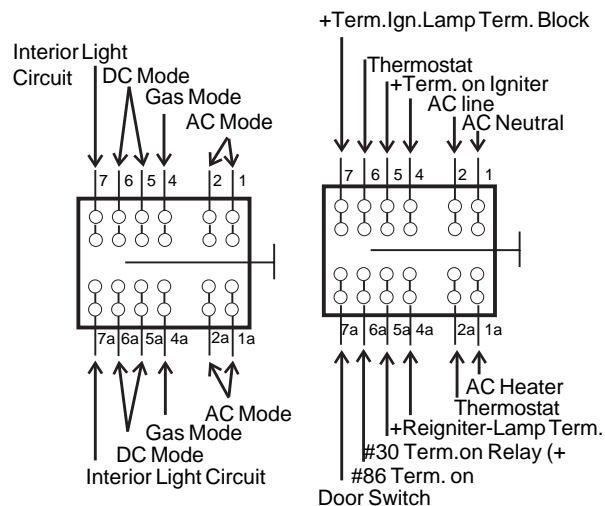 Interior Light
Circuit
DC Mode
Gas Mode
AC Mode
7 6 5 4 2 1
7a 6a 5a 4a 2a 1a
AC Mode
Gas Mode
DC Mode
Interior Light Circuit
+Term.Ign.Lamp Term. Block
Thermostat
+Term. on Igniter
AC line
AC Neutral
7 6 5 4 2 1
7a 6a 5a 4a 2a 1a
AC Heater
Thermostat
+Reigniter-Lamp Term.
#30 Term.on Relay (+
#86 Term. on
Door Switch